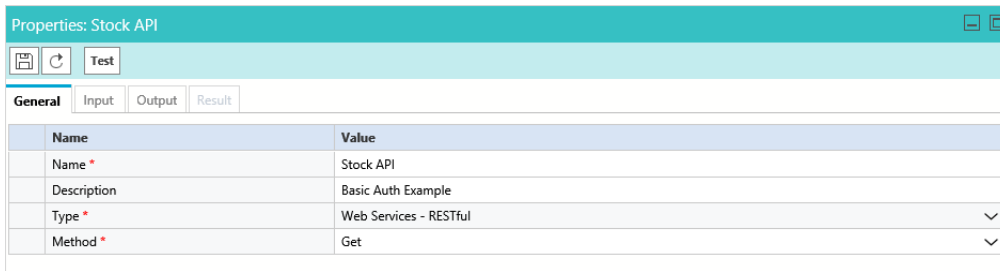 Properties: Stock API
Test
General Input Output Result
Name Value
Name * Stock API
Description Basic Auth Example
Type * Web Services - RESTful
Method * Get